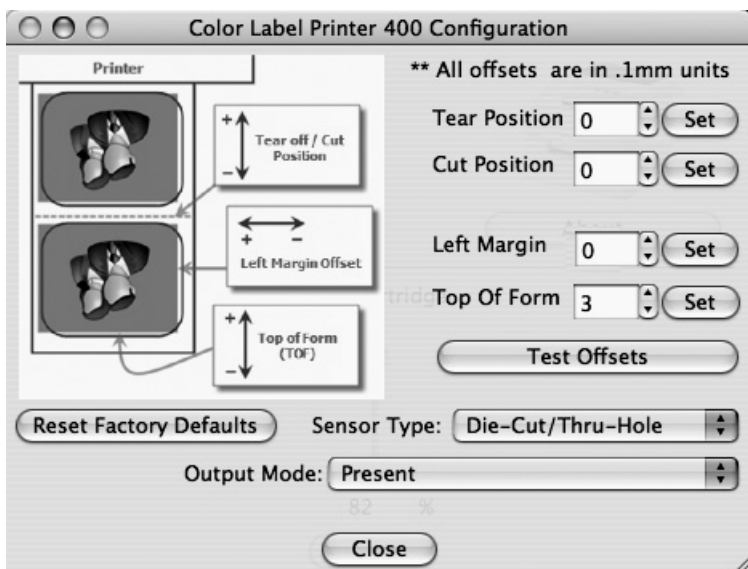 Color Label Printer 400 Configuration
Printer
+
Tear off / Cut
Position
−
+ −
Left Margin Offset
+
Top of Form
(TOF)
−
** All offsets are in .1mm units
Tear Position 0 Set
Cut Position 0 Set
Left Margin 0 Set
Top Of Form 3 Set
Test Offsets
Reset Factory Defaults Sensor Type: Die-Cut/Thru-Hole
Output Mode: Present
82 %
Close